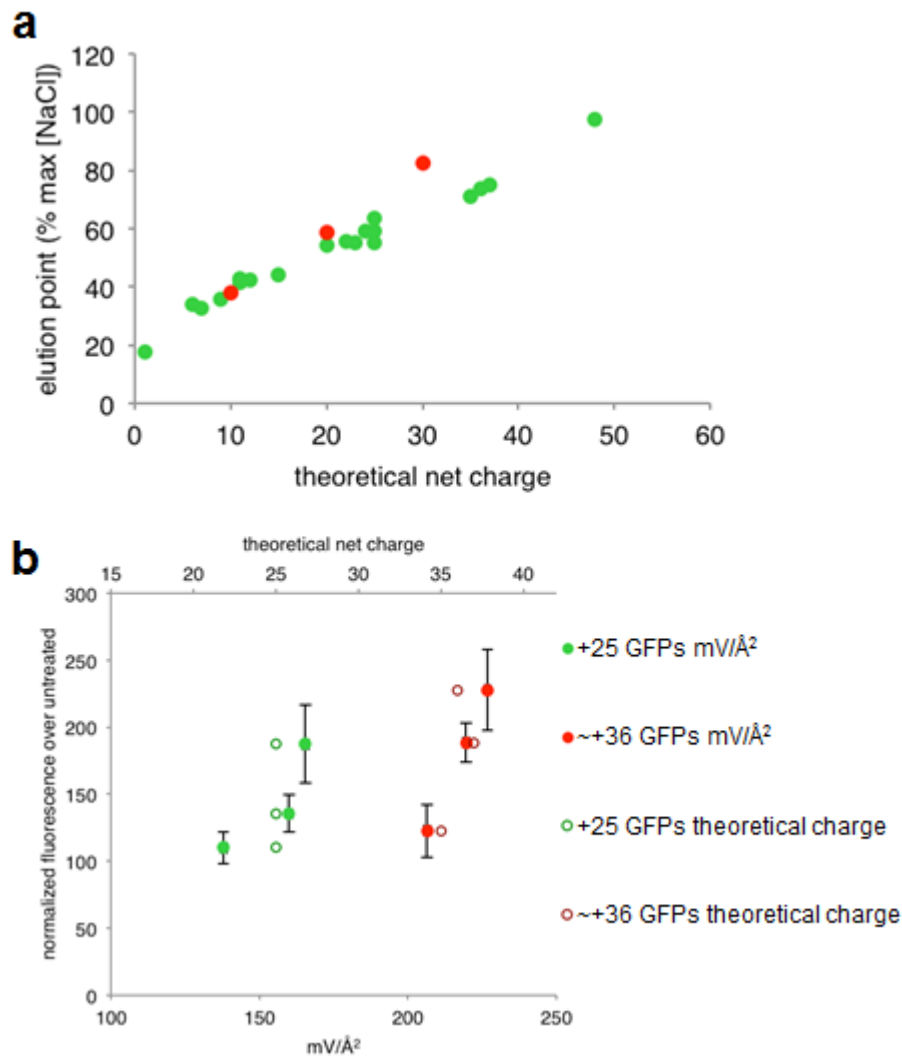 a
elution point (% max [NaCl])
120
100
80
60
40
20
0
0 10 20 30 40 50 60
theoretical net charge
b
theoretical net charge
15 20 25 30 35 40
normalized fluorescence over untreated
300
250
200
150
100
50
0
100 150 200 250
mV/Å²
+25 GFPs mV/Å²
~+36 GFPs mV/Å²
+25 GFPs theoretical charge
~+36 GFPs theoretical charge